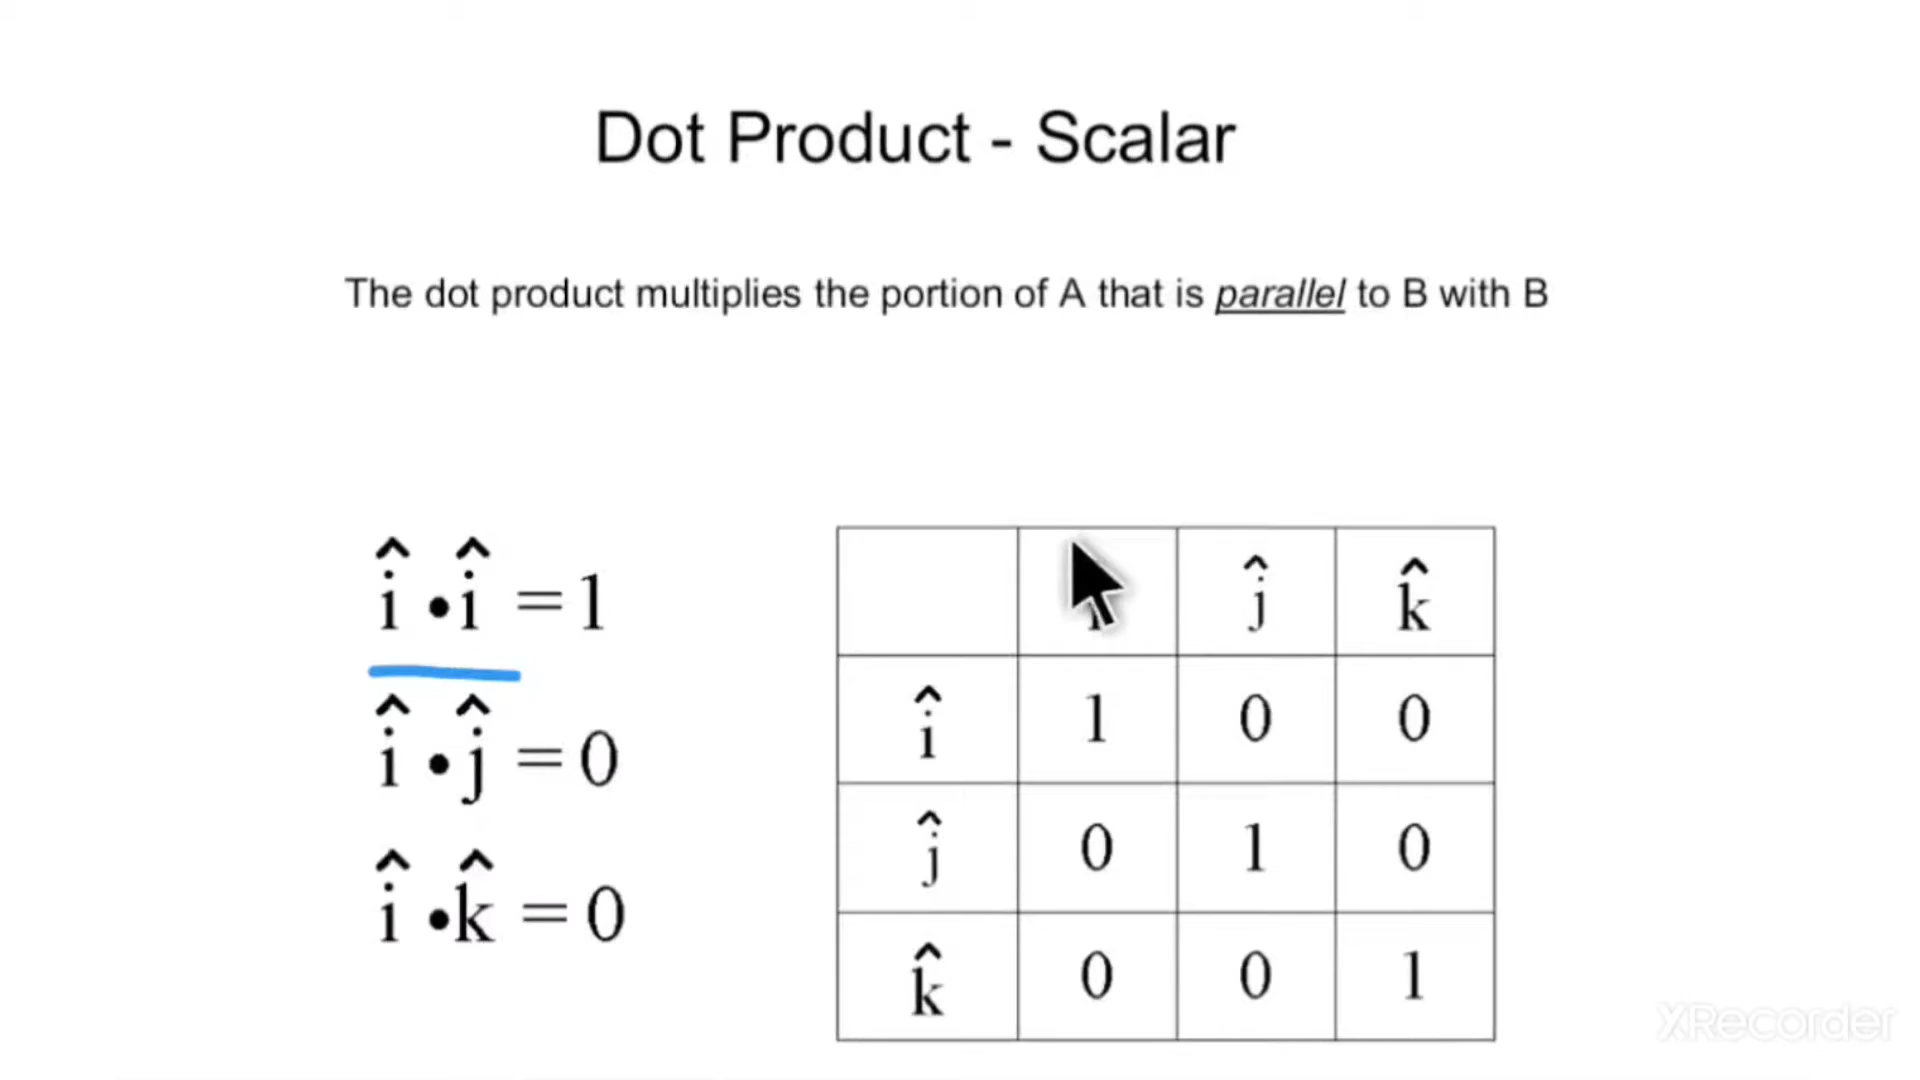 Dot Product - Scalar
The dot product multiplies the portion of A that is parallel to B with B
î • î = 1
î • ĵ = 0
î • k̂ = 0
ĵ k̂
î 1 0 0
ĵ 0 1 0
k̂ 0 0 1
XRecorder